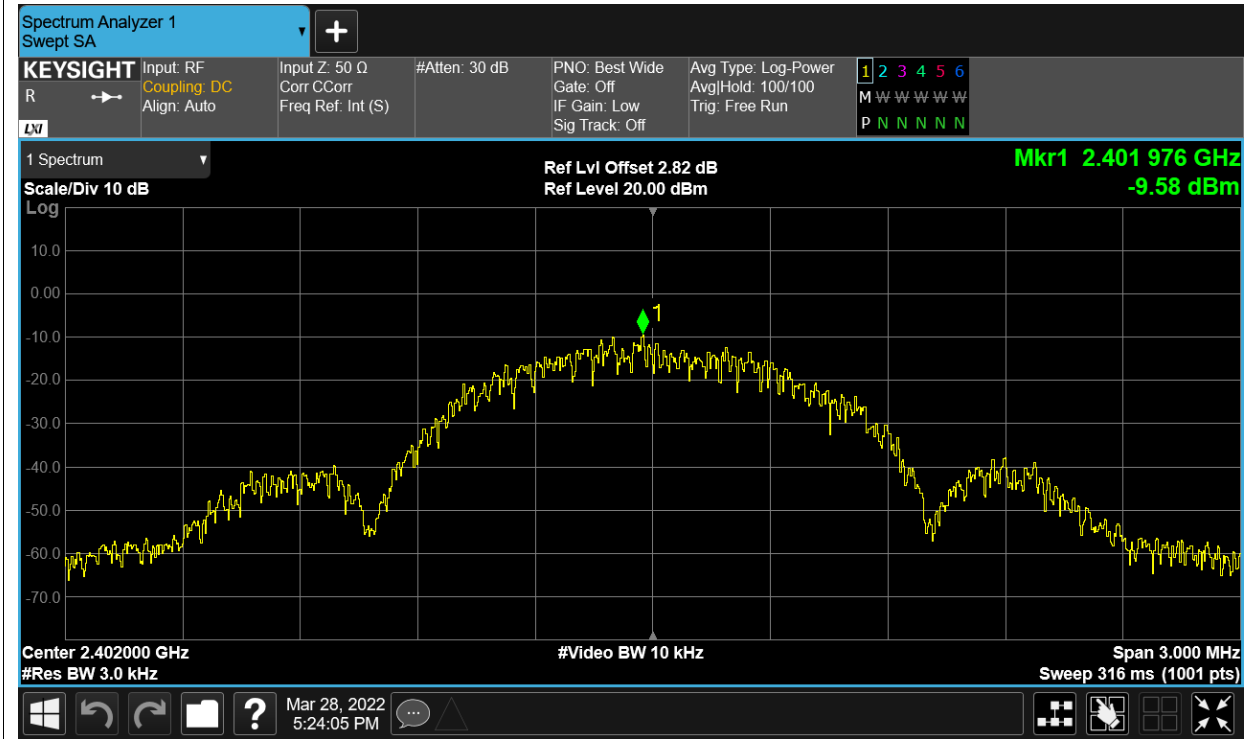 Spectrum Analyzer 1
Swept SA
+
KEYSIGHT
R
LXI
Input: RF
Coupling: DC
Align: Auto
Input Z: 50 Ω
Corr CCorr
Freq Ref: Int (S)
#Atten: 30 dB
PNO: Best Wide
Gate: Off
IF Gain: Low
Sig Track: Off
Avg Type: Log-Power
Avg|Hold: 100/100
Trig: Free Run
1 2 3 4 5 6
M W W W W W
P N N N N N
1 Spectrum
Scale/Div 10 dB
Log
Ref Lvl Offset 2.82 dB
Ref Level 20.00 dBm
Mkr1 2.401 976 GHz
-9.58 dBm
10.0
0.00
-10.0
-20.0
-30.0
-40.0
-50.0
-60.0
-70.0
1
Center 2.402000 GHz
#Res BW 3.0 kHz
#Video BW 10 kHz
Span 3.000 MHz
Sweep 316 ms (1001 pts)
?
Mar 28, 2022
5:24:05 PM